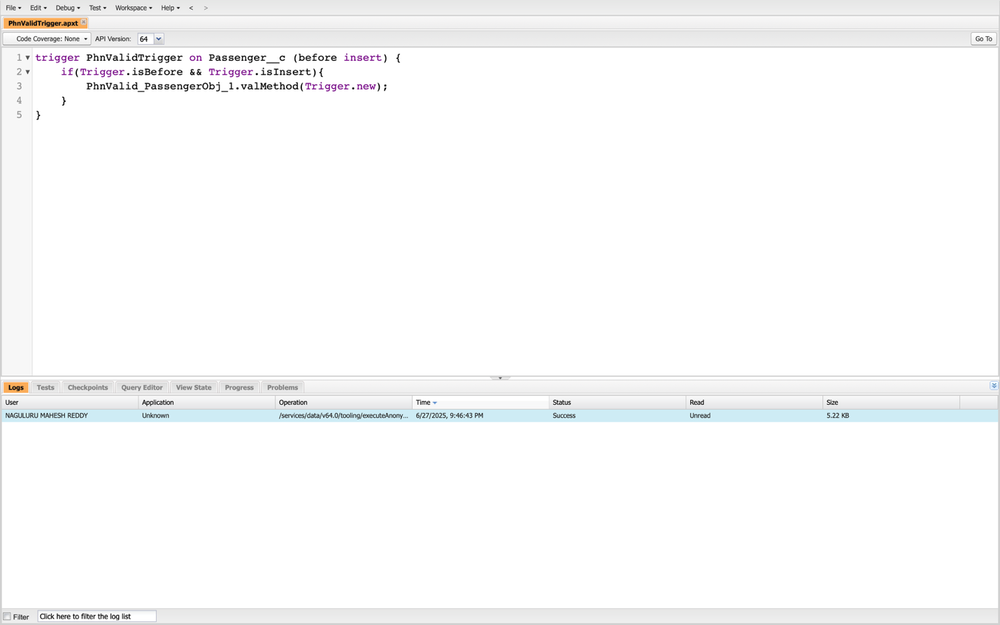 File Edit Debug Test Workspace Help < >
PhnValidTrigger.apxt
Code Coverage: None API Version: 64 Go To
1 trigger PhnValidTrigger on Passenger__c (before insert) {
2 if(Trigger.isBefore && Trigger.isInsert){
3 PhnValid_PassengerObj_1.valMethod(Trigger.new);
4 }
5 }
Logs Tests Checkpoints Query Editor View State Progress Problems
User Application Operation Time Status Read Size
NAGULURU MAHESH REDDY Unknown /services/data/v64.0/tooling/executeAnony... 6/27/2025, 9:46:43 PM Success Unread 5.22 KB
Filter Click here to filter the log list